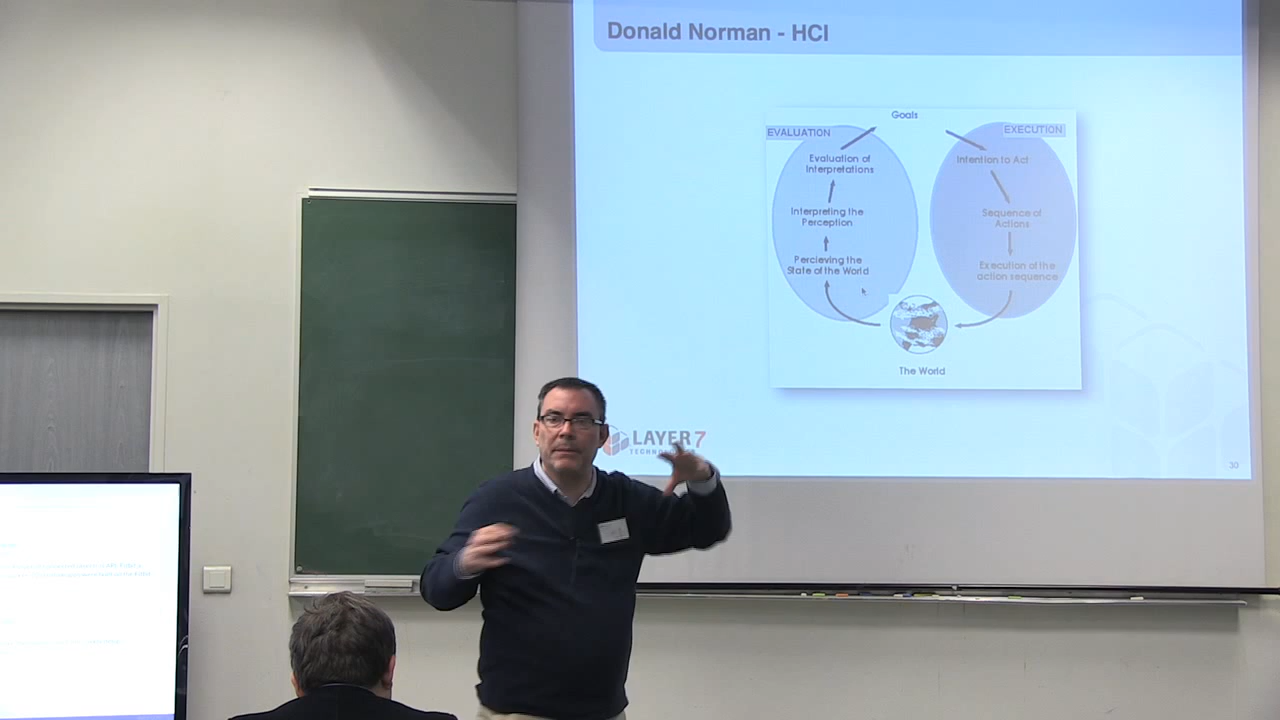 Donald Norman - HCI
Goals
EVALUATION
EXECUTION
Evaluation of
Interpretations
Intention to Act
Interpreting the
Perception
Sequence of
Actions
Percieving the
State of the World
Execution of the
action sequence
The World
LAYER 7
30